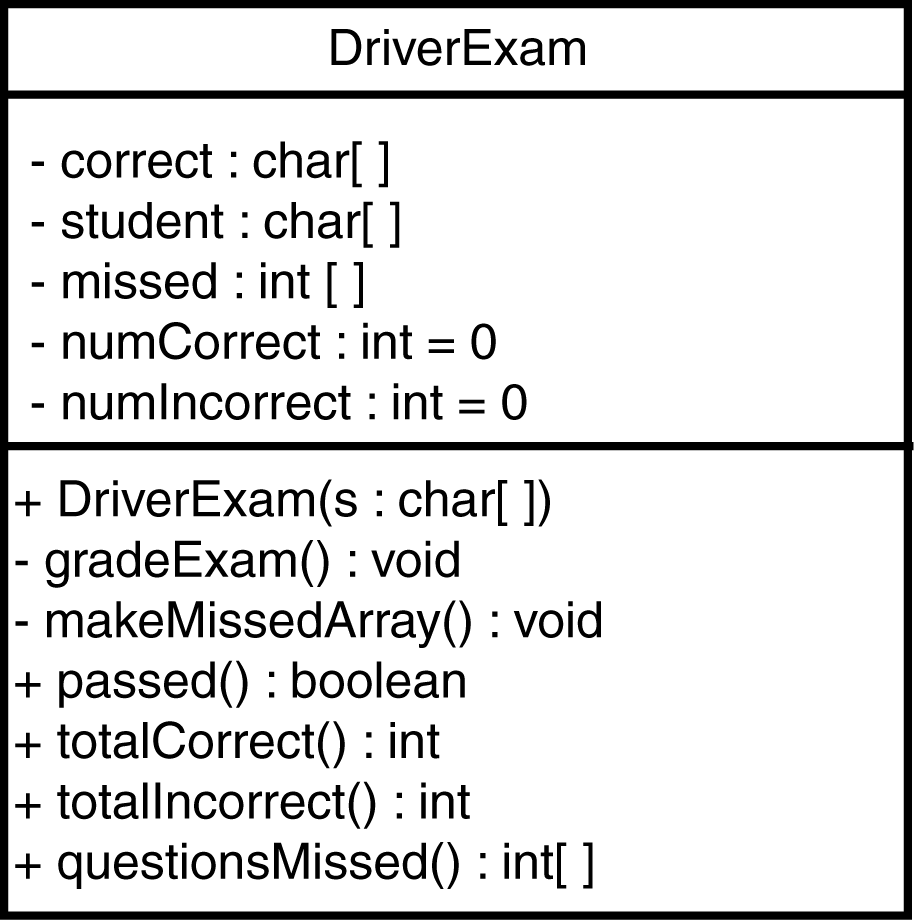 DriverExam
- correct : char[ ]
- student : char[ ]
- missed : int [ ]
- numCorrect : int = 0
- numIncorrect : int = 0
+ DriverExam(s : char[ ])
- gradeExam() : void
- makeMissedArray() : void
+ passed() : boolean
+ totalCorrect() : int
+ totalIncorrect() : int
+ questionsMissed() : int[ ]